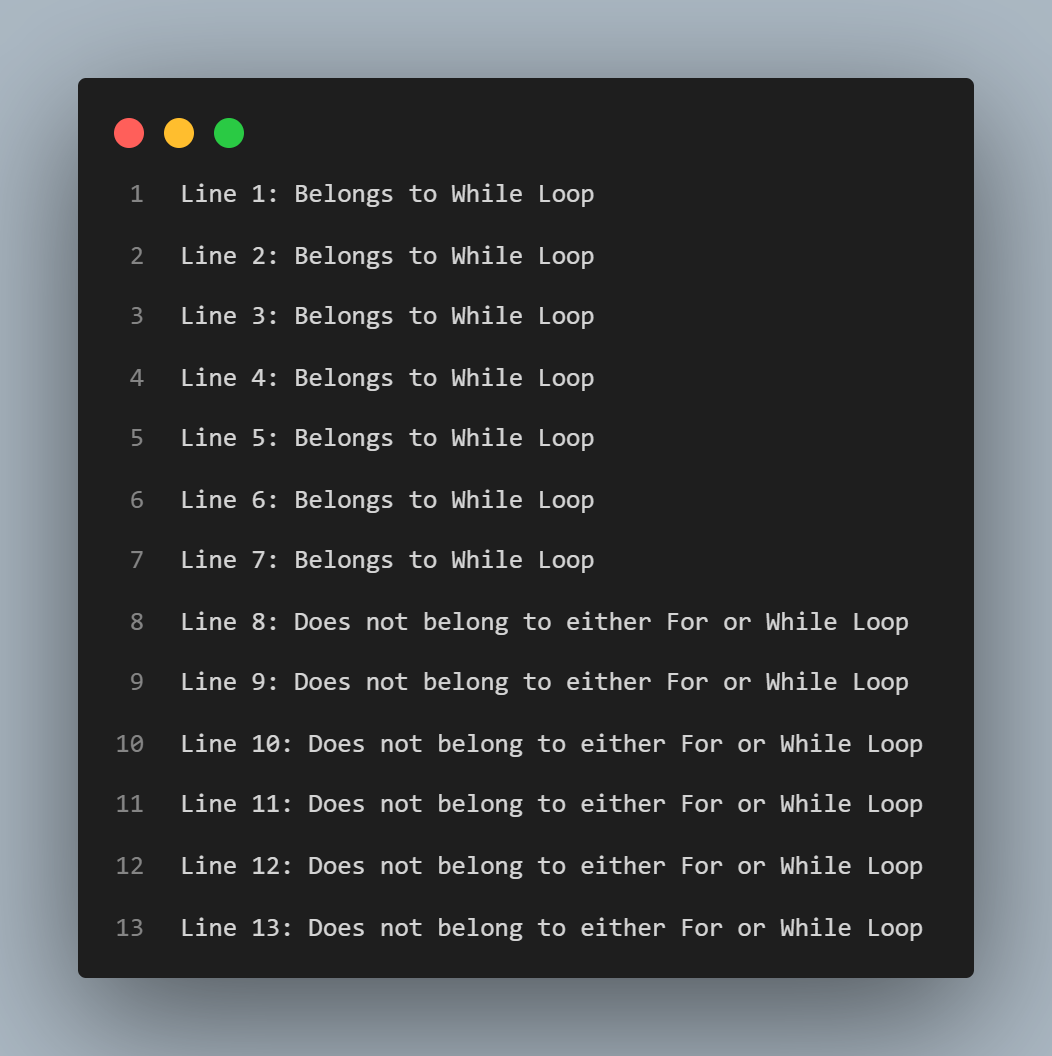 1 Line 1: Belongs to While Loop
2 Line 2: Belongs to While Loop
3 Line 3: Belongs to While Loop
4 Line 4: Belongs to While Loop
5 Line 5: Belongs to While Loop
6 Line 6: Belongs to While Loop
7 Line 7: Belongs to While Loop
8 Line 8: Does not belong to either For or While Loop
9 Line 9: Does not belong to either For or While Loop
10 Line 10: Does not belong to either For or While Loop
11 Line 11: Does not belong to either For or While Loop
12 Line 12: Does not belong to either For or While Loop
13 Line 13: Does not belong to either For or While Loop